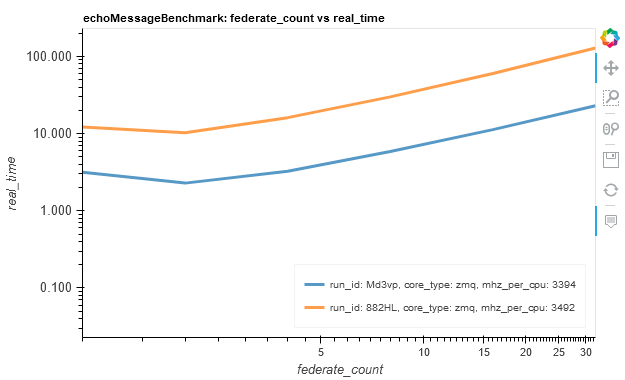 echoMessageBenchmark: federate_count vs real_time
100.000
10.000
1.000
0.100
real_time
run_id: Md3vp, core_type: zmq, mhz_per_cpu: 3394
run_id: 882HL, core_type: zmq, mhz_per_cpu: 3492
5 10 15 20 25 30
federate_count